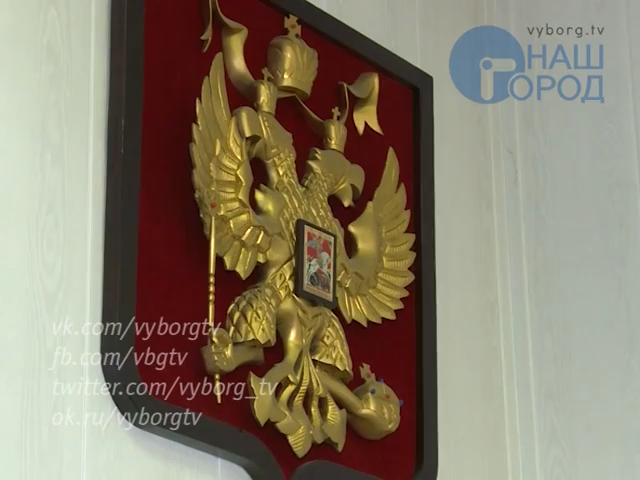 vyborg.tv
НАШ
ГОРОД
vk.com/vyborgtv
fb.com/vbgtv
twitter.com/vyborg_tv
ok.ru/vyborgtv